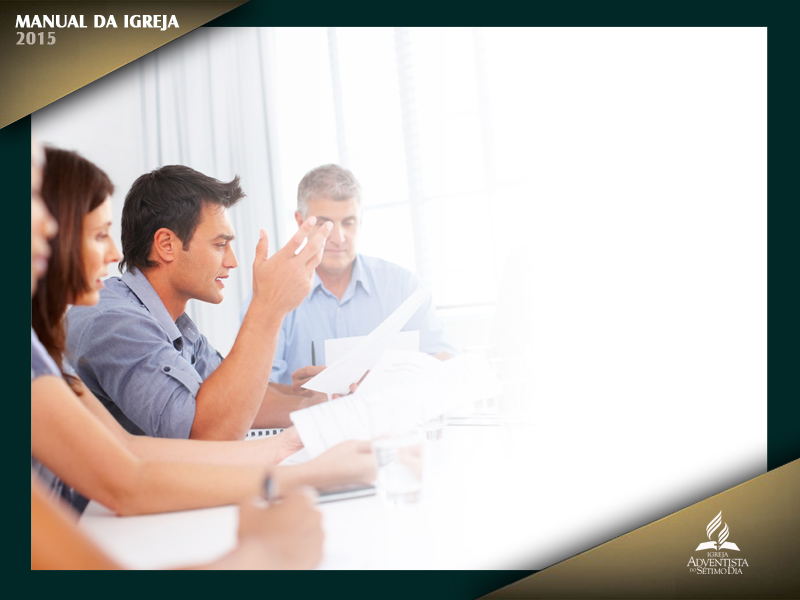 MANUAL DA IGREJA
2015
IGREJA
ADVENTISTA
DO SÉTIMO DIA